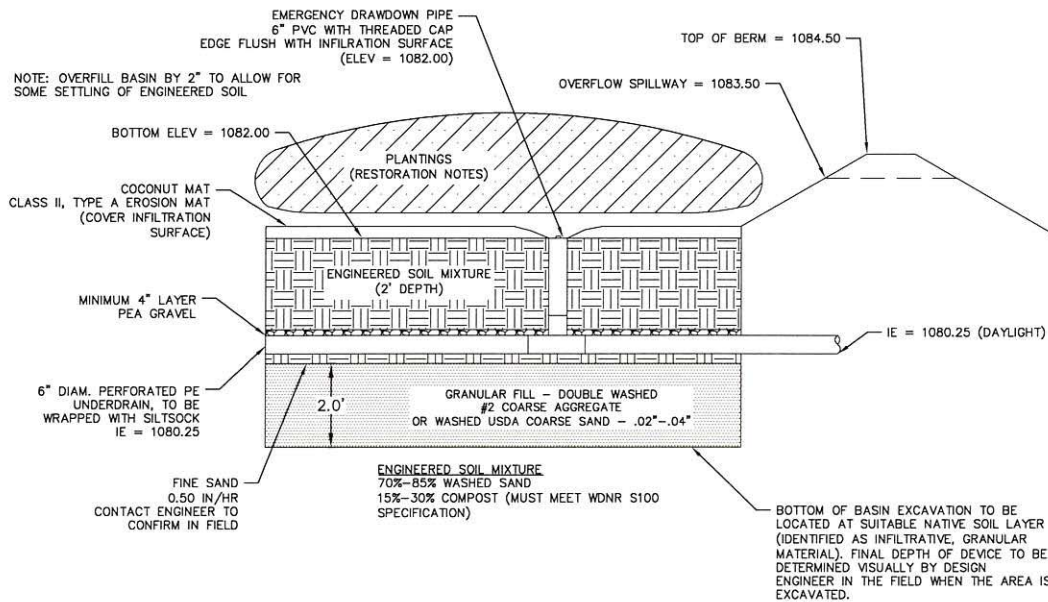 EMERGENCY DRAWDOWN PIPE
6" PVC WITH THREADED CAP
EDGE FLUSH WITH INFILRATION SURFACE
(ELEV = 1082.00)
TOP OF BERM = 1084.50
NOTE: OVERFILL BASIN BY 2" TO ALLOW FOR
SOME SETTLING OF ENGINEERED SOIL
OVERFLOW SPILLWAY = 1083.50
BOTTOM ELEV = 1082.00
PLANTINGS
(RESTORATION NOTES)
COCONUT MAT
CLASS II, TYPE A EROSION MAT
(COVER INFILTRATION
SURFACE)
ENGINEERED SOIL MIXTURE
(2' DEPTH)
MINIMUM 4" LAYER
PEA GRAVEL
IE = 1080.25 (DAYLIGHT)
6" DIAM. PERFORATED PE
UNDERDRAIN, TO BE
WRAPPED WITH SILTSOCK
IE = 1080.25
2.0'
GRANULAR FILL – DOUBLE WASHED
#2 COARSE AGGREGATE
OR WASHED USDA COARSE SAND – .02"–.04"
FINE SAND
0.50 IN/HR
CONTACT ENGINEER TO
CONFIRM IN FIELD
ENGINEERED SOIL MIXTURE
70%–85% WASHED SAND
15%–30% COMPOST (MUST MEET WDNR S100
SPECIFICATION)
BOTTOM OF BASIN EXCAVATION TO BE
LOCATED AT SUITABLE NATIVE SOIL LAYER
(IDENTIFIED AS INFILTRATIVE, GRANULAR
MATERIAL). FINAL DEPTH OF DEVICE TO BE
DETERMINED VISUALLY BY DESIGN
ENGINEER IN THE FIELD WHEN THE AREA IS
EXCAVATED.